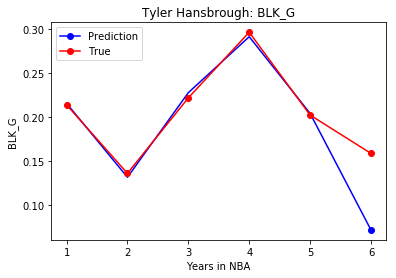 Tyler Hansbrough: BLK_G
Prediction
True
BLK_G
0.30
0.25
0.20
0.15
0.10
1 2 3 4 5 6
Years in NBA